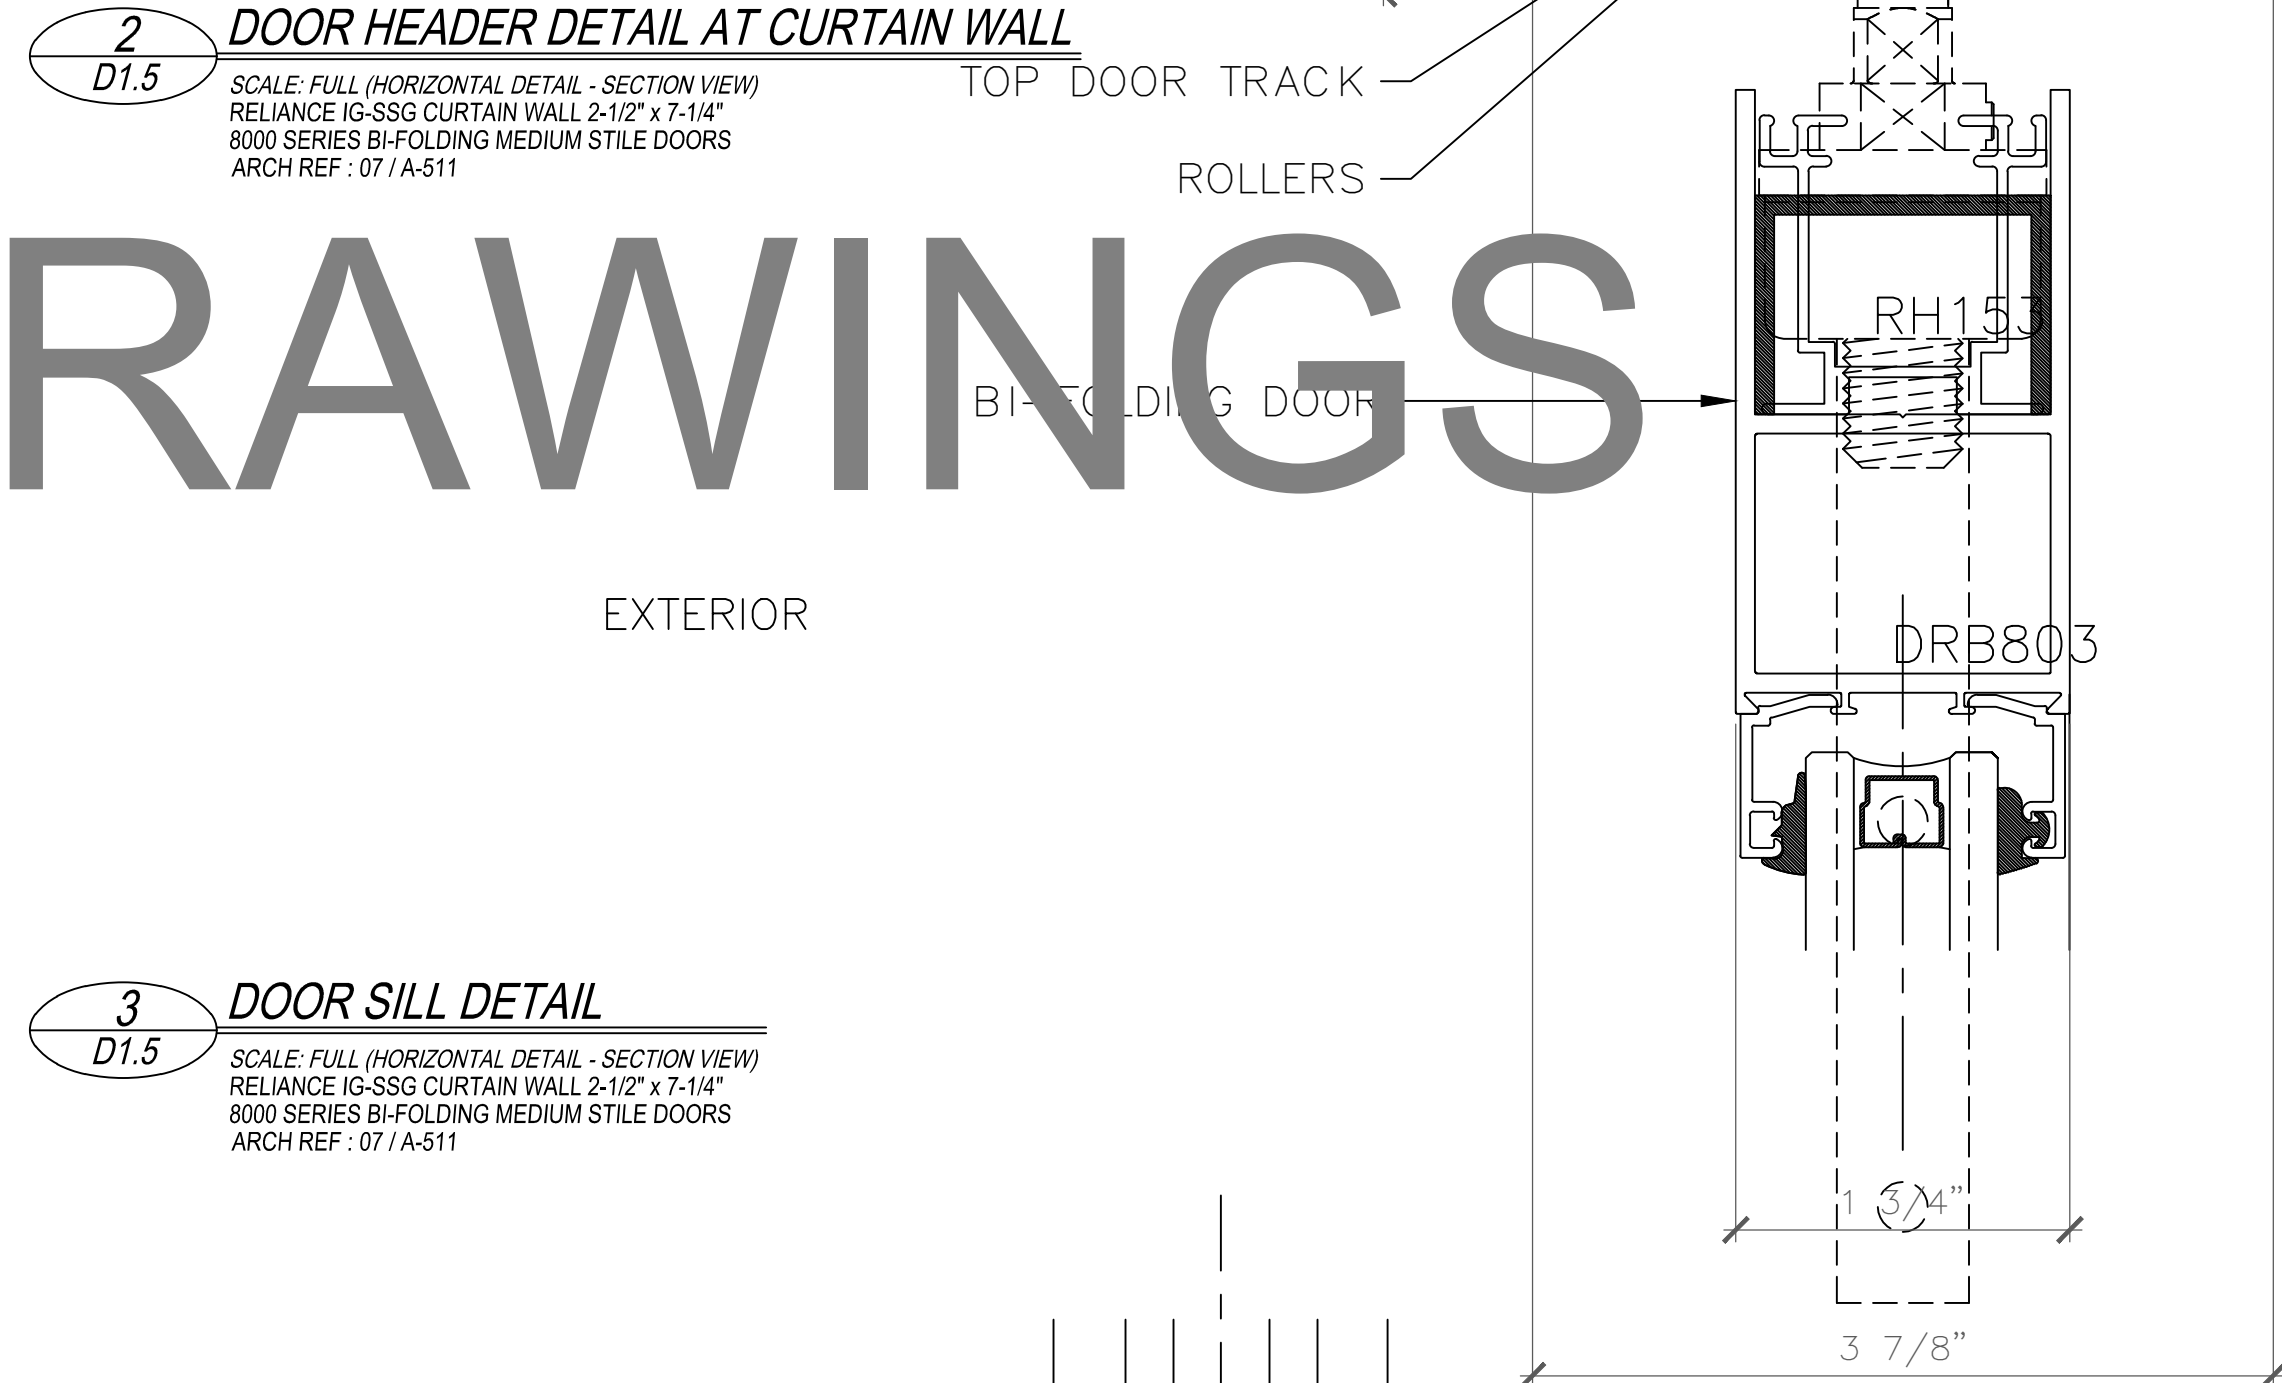 2
D1.5
DOOR HEADER DETAIL AT CURTAIN WALL
SCALE: FULL (HORIZONTAL DETAIL - SECTION VIEW)
RELIANCE IG-SSG CURTAIN WALL 2-1/2" x 7-1/4"
8000 SERIES BI-FOLDING MEDIUM STILE DOORS
ARCH REF : 07 / A-511
TOP DOOR TRACK
ROLLERS
RAWINGS
RH153
BI-FOLDING DOOR
EXTERIOR
DRB803
3
D1.5
DOOR SILL DETAIL
SCALE: FULL (HORIZONTAL DETAIL - SECTION VIEW)
RELIANCE IG-SSG CURTAIN WALL 2-1/2" x 7-1/4"
8000 SERIES BI-FOLDING MEDIUM STILE DOORS
ARCH REF : 07 / A-511
1 3/4”
3 7/8”